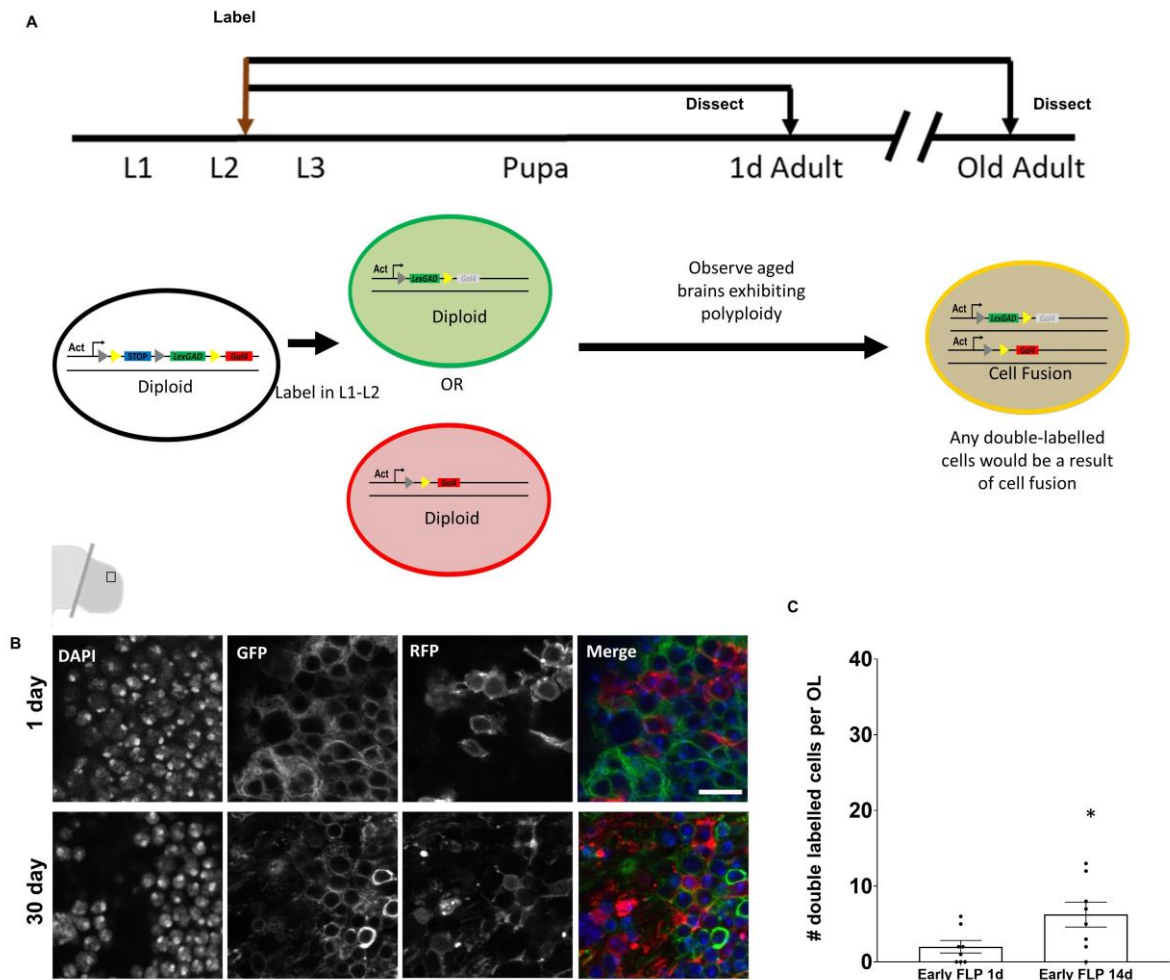 A
Label
Dissect
Dissect
L1
L2
L3
Pupa
1d Adult
Old Adult
Act
STOP
LexGAD
Gal4
Diploid
Label in L1-L2
Act
LexGAD
Gal4
Diploid
OR
Act
Gal4
Diploid
Observe aged
brains exhibiting
polyploidy
Act
LexGAD
Gal4
Act
Gal4
Cell Fusion
Any double-labelled
cells would be a result
of cell fusion
B
DAPI
GFP
RFP
Merge
1 day
30 day
C
# double labelled cells per OL
40
30
20
10
0
*
Early FLP 1d
Early FLP 14d